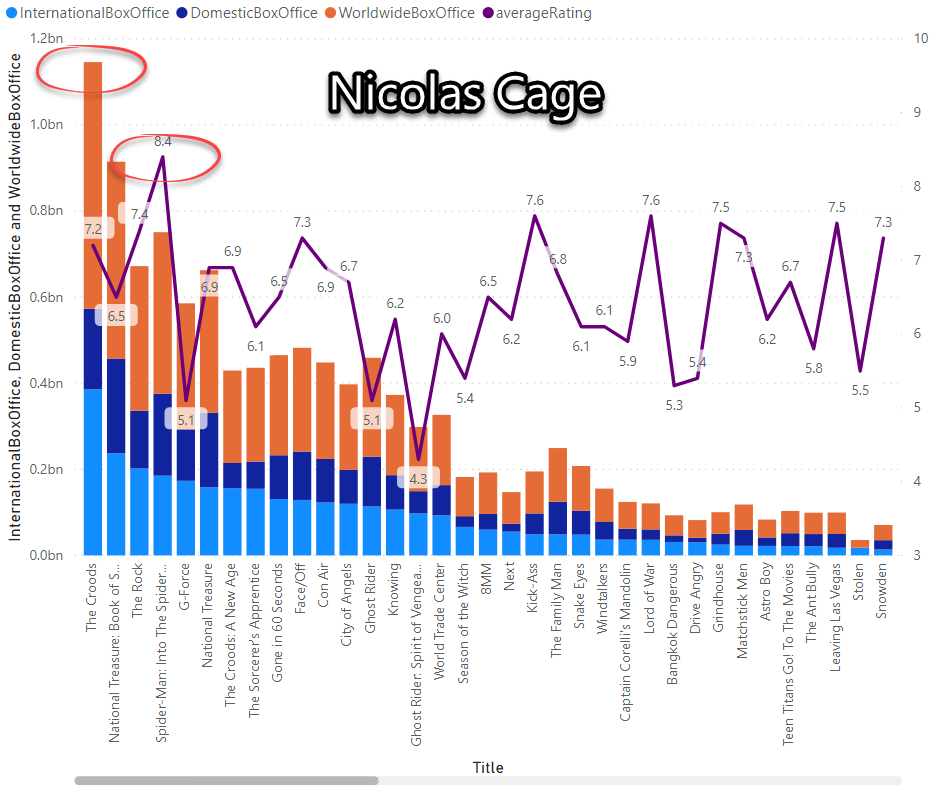 InternationalBoxOffice DomesticBoxOffice WorldwideBoxOffice averageRating
Nicolas Cage
InternationalBoxOffice, DomesticBoxOffice and WorldwideBoxOffice
1.2bn
1.0bn
0.8bn
0.6bn
0.4bn
0.2bn
0.0bn
10
9
8
7
6
5
4
3
7.2
6.5
7.4
8.4
5.1
6.9
6.9
6.1
6.5
7.3
6.9
6.7
5.1
6.2
4.3
6.0
5.4
6.5
6.2
7.6
6.8
6.1
6.1
5.9
7.6
5.3
5.4
7.5
7.3
6.2
6.7
5.8
7.5
5.5
7.3
The Croods
National Treasure: Book of S...
The Rock
Spider-Man: Into The Spider...
G-Force
National Treasure
The Croods: A New Age
The Sorcerer's Apprentice
Gone in 60 Seconds
Face/Off
Con Air
City of Angels
Ghost Rider
Knowing
Ghost Rider: Spirit of Vengea...
World Trade Center
Season of the Witch
8MM
Next
Kick-Ass
The Family Man
Snake Eyes
Windtalkers
Captain Corelli's Mandolin
Lord of War
Bangkok Dangerous
Drive Angry
Grindhouse
Matchstick Men
Astro Boy
Teen Titans Go! To The Movies
The Ant Bully
Leaving Las Vegas
Stolen
Snowden
Title